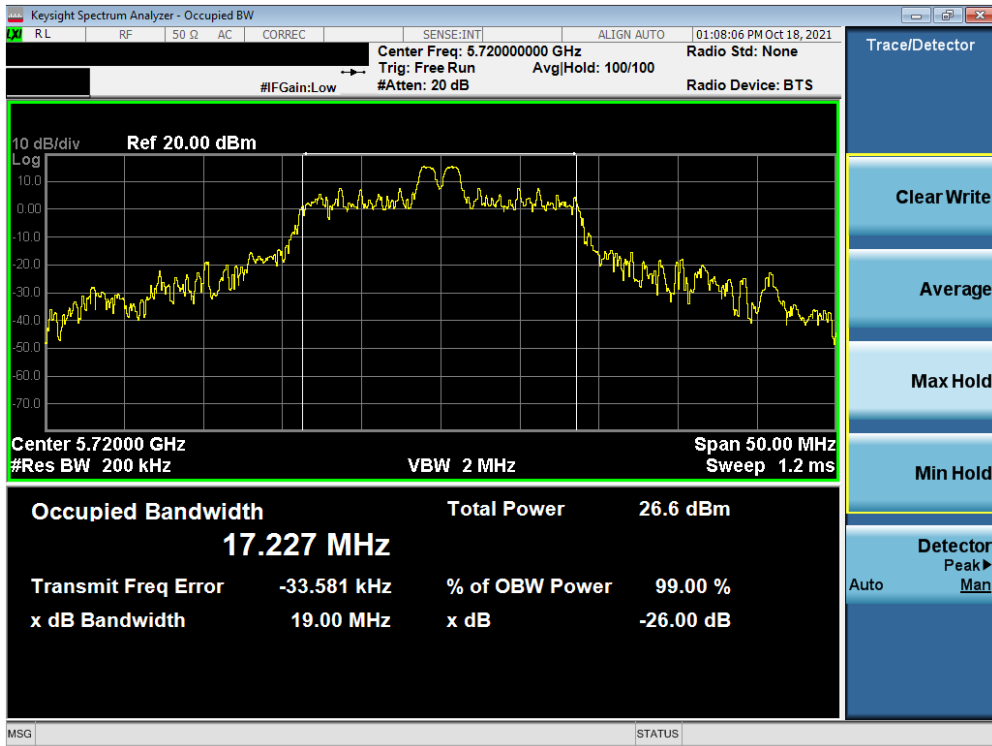 Keysight Spectrum Analyzer - Occupied BW
LXI RL RF 50 Ω AC CORREC SENSE:INT ALIGN AUTO 01:08:06 PM Oct 18, 2021
Center Freq: 5.720000000 GHz Radio Std: None
Trig: Free Run Avg|Hold: 100/100
#IFGain:Low #Atten: 20 dB Radio Device: BTS
10 dB/div Ref 20.00 dBm
Log
10.0
0.00
-10.0
-20.0
-30.0
-40.0
-50.0
-60.0
-70.0
Center 5.72000 GHz Span 50.00 MHz
#Res BW 200 kHz VBW 2 MHz Sweep 1.2 ms
Occupied Bandwidth Total Power 26.6 dBm
17.227 MHz
Transmit Freq Error -33.581 kHz % of OBW Power 99.00 %
x dB Bandwidth 19.00 MHz x dB -26.00 dB
Trace/Detector
Clear Write
Average
Max Hold
Min Hold
Detector
Peak▶
Auto Man
MSG STATUS